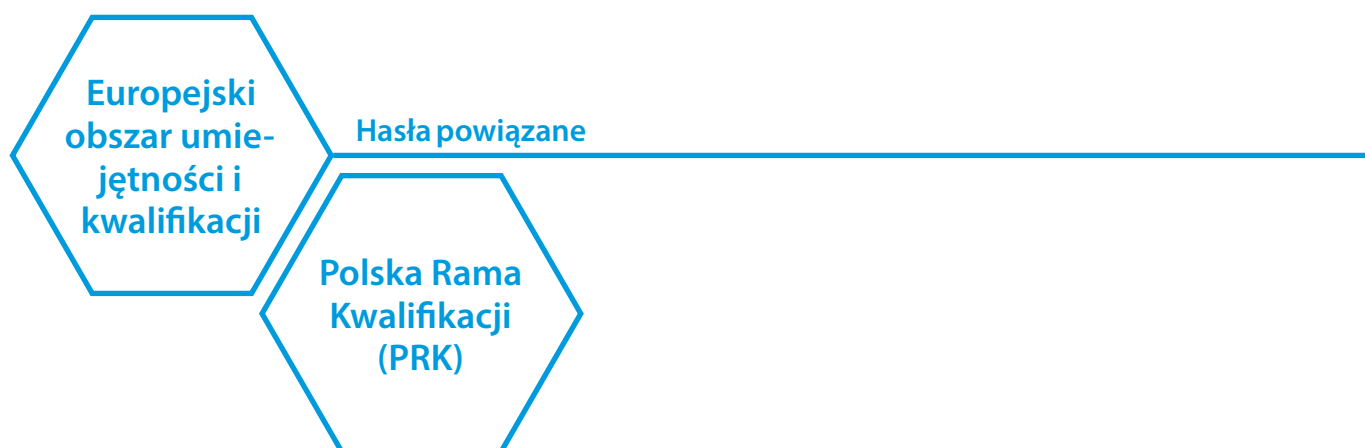 Europejski
obszar umie-
jętności i
kwalifikacji
Hasła powiązane
Polska Rama
Kwalifikacji
(PRK)